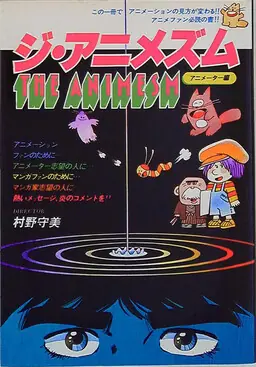 この一冊で アニメーションの見方が変わる!!
アニメファン必読の書!!
ジ・アニメズム
THE ANIMESM
アニメーター編
アニメーション
ファンのために
アニメーター志望の人に…
マンガファンのために…
マンガ家志望の人に
熱いメッセージ、炎のコメントを!!
DIRECTOR
村野守美